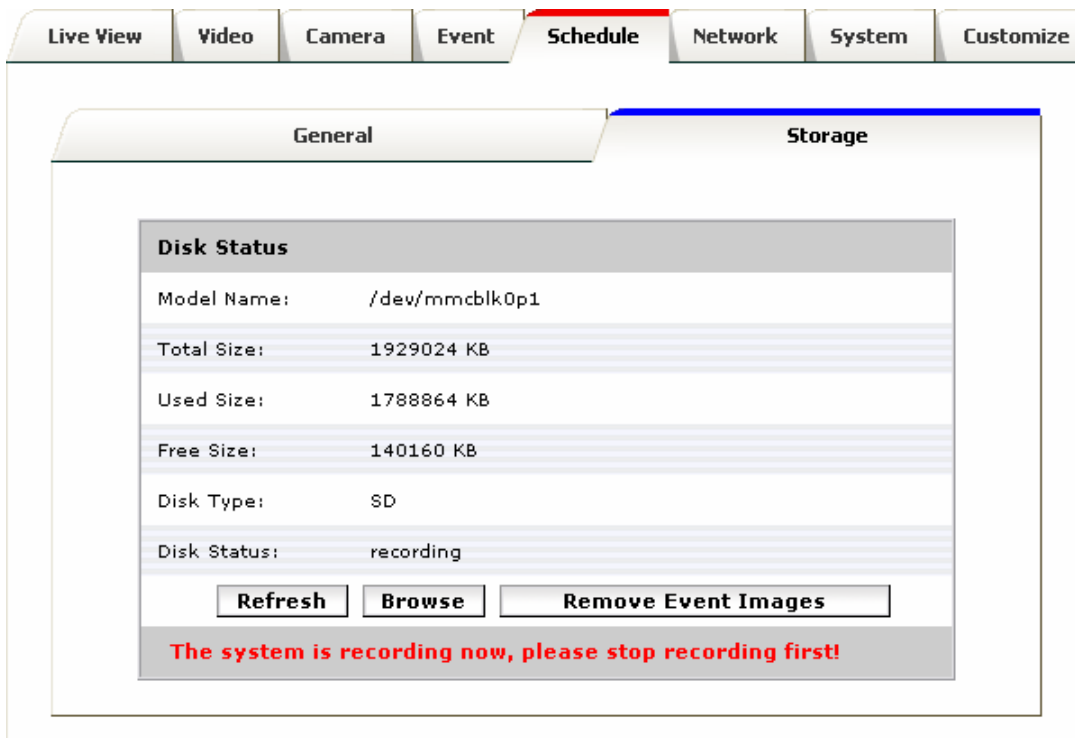 Live View Video Camera Event Schedule Network System Customize
General Storage
Disk Status
Model Name: /dev/mmcblk0p1
Total Size: 1929024 KB
Used Size: 1788864 KB
Free Size: 140160 KB
Disk Type: SD
Disk Status: recording
Refresh Browse Remove Event Images
The system is recording now, please stop recording first!